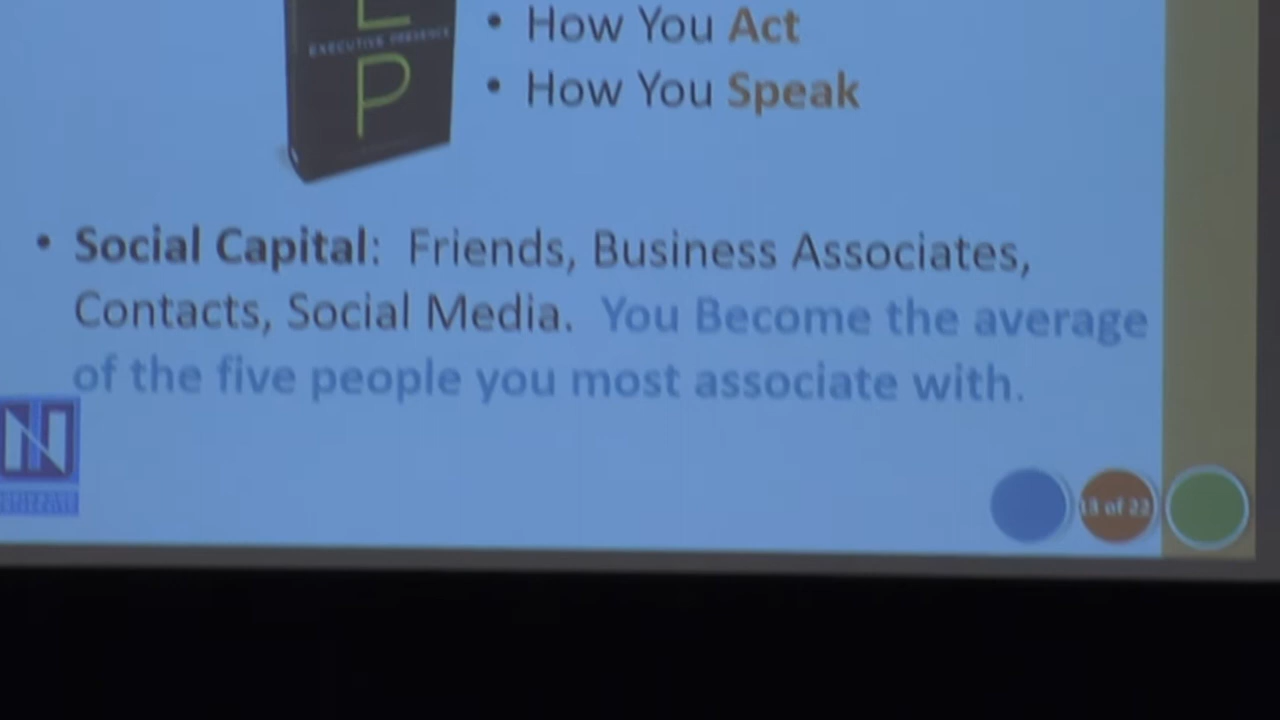 • How You Act
EXECUTIVE PRESENCE
• How You Speak
P
• Social Capital: Friends, Business Associates,
Contacts, Social Media. You Become the average
of the five people you most associate with.
N
18 of 22